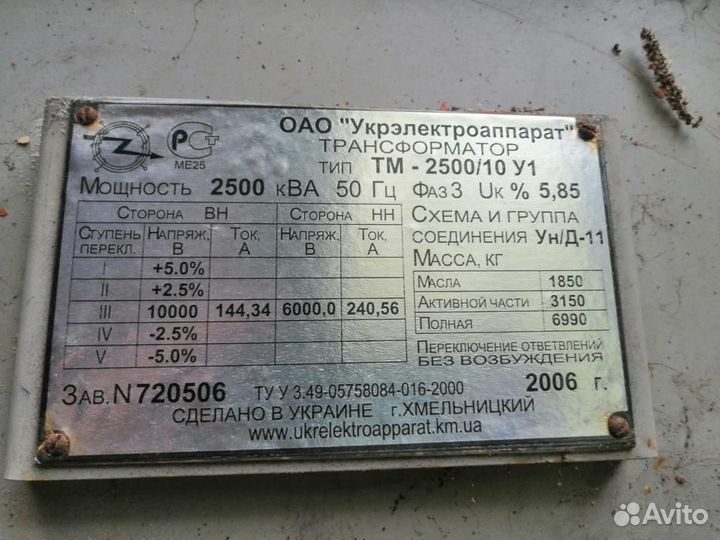 ОАО "Укрэлектроаппарат"
ТРАНСФОРМАТОР
МЕ25
ТИП ТМ - 2500/10 У1
МОЩНОСТЬ 2500 кВА 50 Гц ФАЗ 3 Uк % 5,85
СТОРОНА ВН СТОРОНА НН
СТУПЕНЬ ПЕРЕКЛ. НАПРЯЖ, В ТОК, А НАПРЯЖ, В ТОК, А
I +5.0%
II +2.5%
III 10000 144,34 6000,0 240,56
IV -2.5%
V -5.0%
СХЕМА И ГРУППА
СОЕДИНЕНИЯ Ун/Д-11
МАССА, КГ
МАСЛА 1850
АКТИВНОЙ ЧАСТИ 3150
ПОЛНАЯ 6990
ПЕРЕКЛЮЧЕНИЕ ОТВЕТВЛЕНИЙ
БЕЗ ВОЗБУЖДЕНИЯ
ЗАВ. N 720506 ТУ У 3.49-05758084-016-2000 2006 г.
СДЕЛАНО В УКРАИНЕ г.ХМЕЛЬНИЦКИЙ
www.ukrelektroapparat.km.ua
Avito